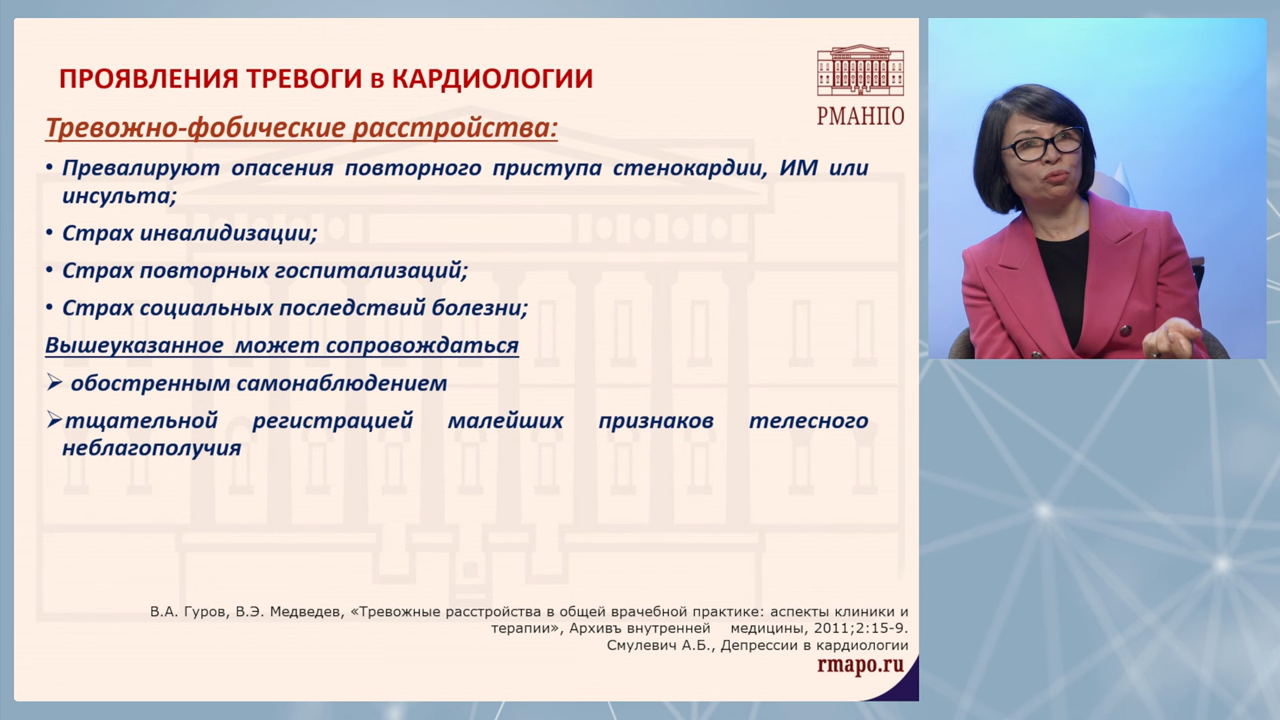 ПРОЯВЛЕНИЯ ТРЕВОГИ в КАРДИОЛОГИИ
РМАНПО
Тревожно-фобические расстройства:
• Превалируют опасения повторного приступа стенокардии, ИМ или
инсульта;
• Страх инвалидизации;
• Страх повторных госпитализаций;
• Страх социальных последствий болезни;
Вышеуказанное может сопровождаться
➢ обостренным самонаблюдением
➢тщательной регистрацией малейших признаков телесного
неблагополучия
В.А. Гуров, В.Э. Медведев, «Тревожные расстройства в общей врачебной практике: аспекты клиники и
терапии», Архивъ внутренней медицины, 2011;2:15-9.
Смулевич А.Б., Депрессии в кардиологии
rmapo.ru